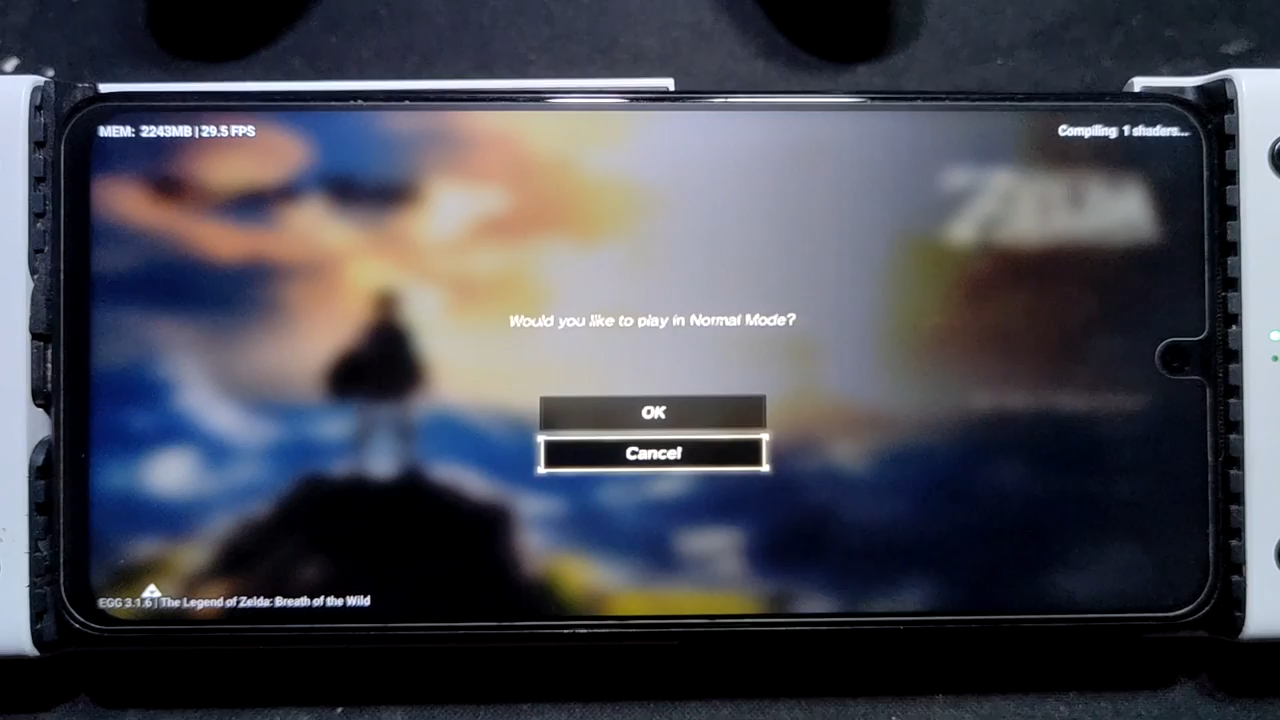 MEM: 2243MB | 29.5 FPS
Compiling 1 shaders...
ZELDA
Would you like to play in Normal Mode?
OK
Cancel
EGG 3.1.6 | The Legend of Zelda: Breath of the Wild